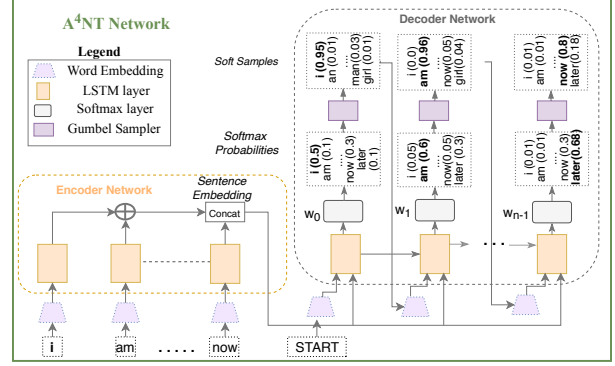 A⁴NT Network
Legend
Word Embedding
LSTM layer
Softmax layer
Gumbel Sampler
Decoder Network
Soft Samples
i (0.95)
an (0.01)
.....
man(0.03)
girl (0.01)
i (0.0)
am (0.96)
.....
now(0.05)
girl(0.04)
i (0.01)
am (0.01)
.....
now (0.8)
later(0.18)
Softmax
Probabilities
i (0.5)
am (0.1)
.....
now (0.3)
later
(0.1)
i (0.05)
am (0.6)
.....
now(0.05)
later (0.3)
i (0.01)
am (0.01)
.....
now (0.3)
later(0.68)
w0
w1
wn-1
. . .
Encoder Network
Sentence
Embedding
Concat
i
am
. . . . .
now
START